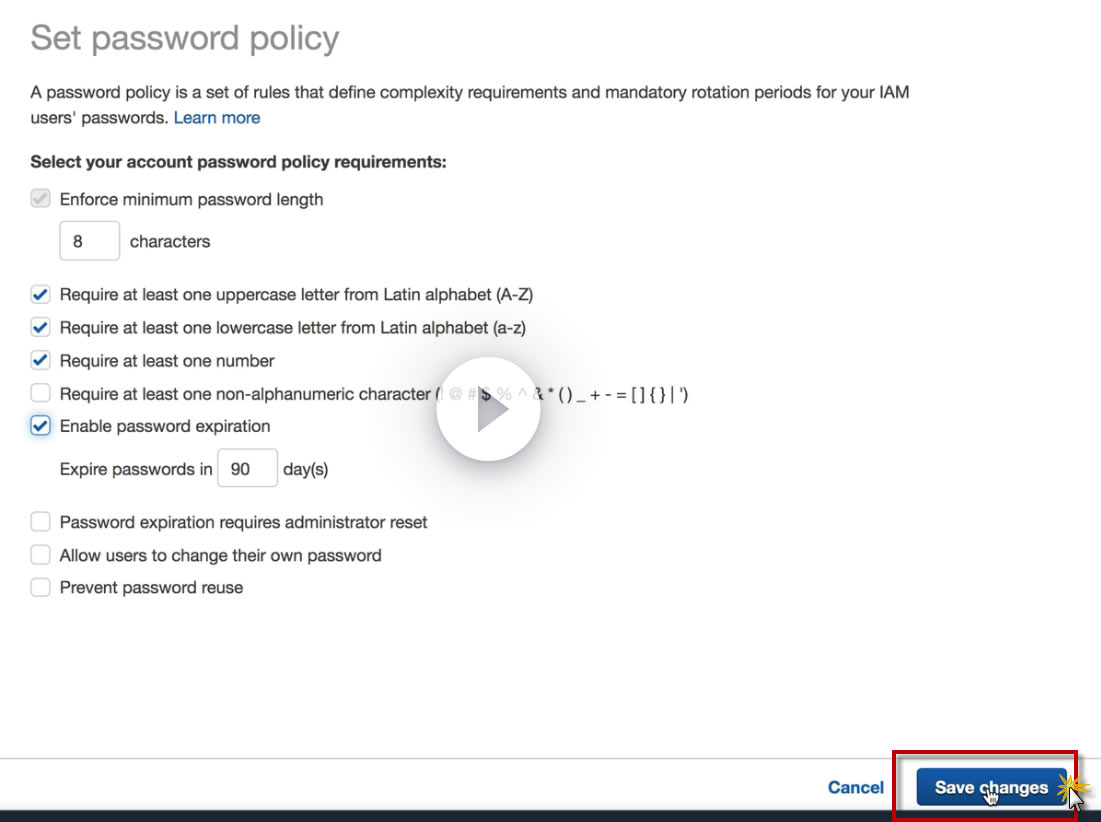 Set password policy
A password policy is a set of rules that define complexity requirements and mandatory rotation periods for your IAM
users' passwords. Learn more
Select your account password policy requirements:
Enforce minimum password length
8 characters
Require at least one uppercase letter from Latin alphabet (A-Z)
Require at least one lowercase letter from Latin alphabet (a-z)
Require at least one number
Require at least one non-alphanumeric character (! @ # $ % ^ & * ( ) _ + - = [ ] { } | ')
Enable password expiration
Expire passwords in 90 day(s)
Password expiration requires administrator reset
Allow users to change their own password
Prevent password reuse
Cancel Save changes